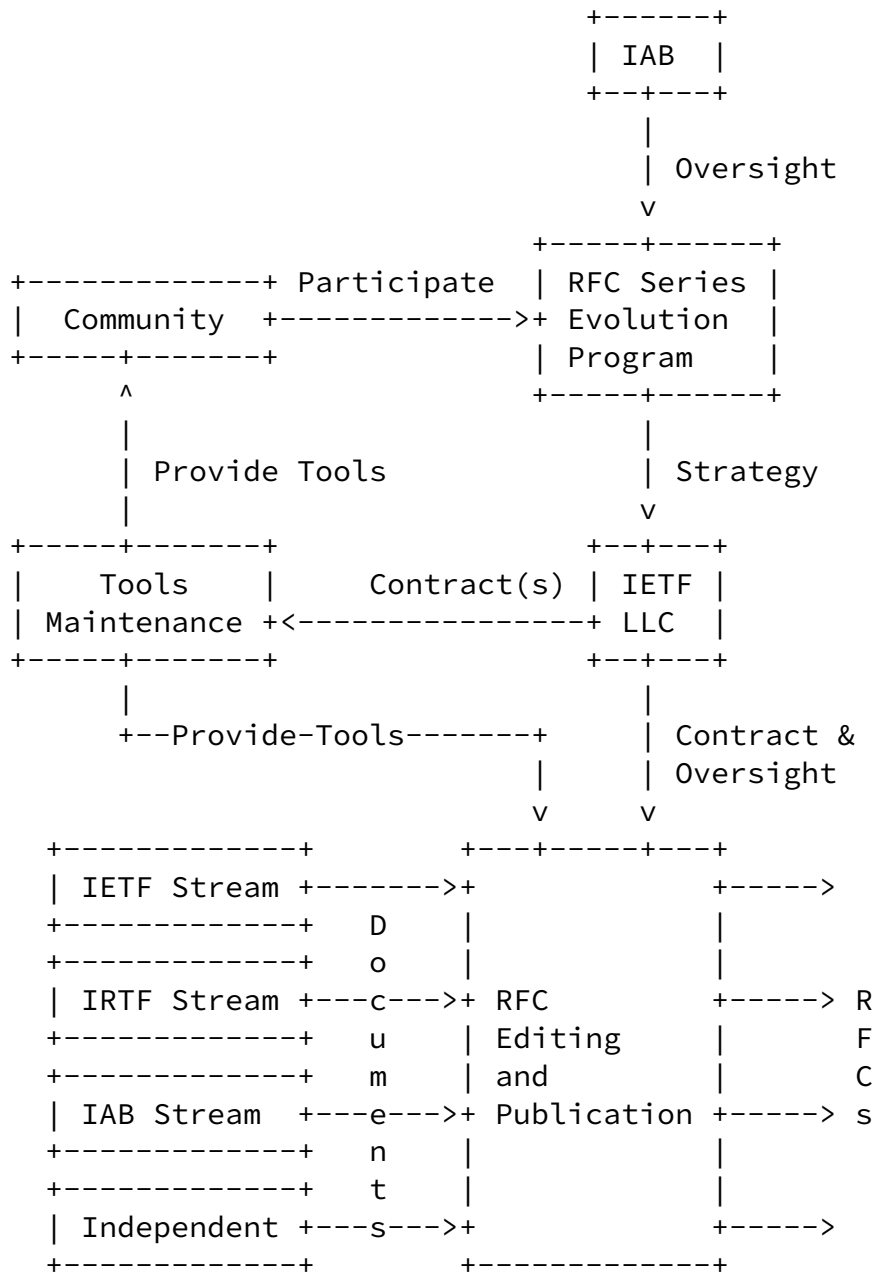 IAB
Oversight
Participate
RFC Series
Community
Evolution
Program
Provide Tools
Strategy
Tools
Contract(s)
IETF
Maintenance
LLC
Provide-Tools
Contract &
Oversight
IETF Stream
Documents
IRTF Stream
RFC
RFCs
Editing
and
IAB Stream
Publication
Independent